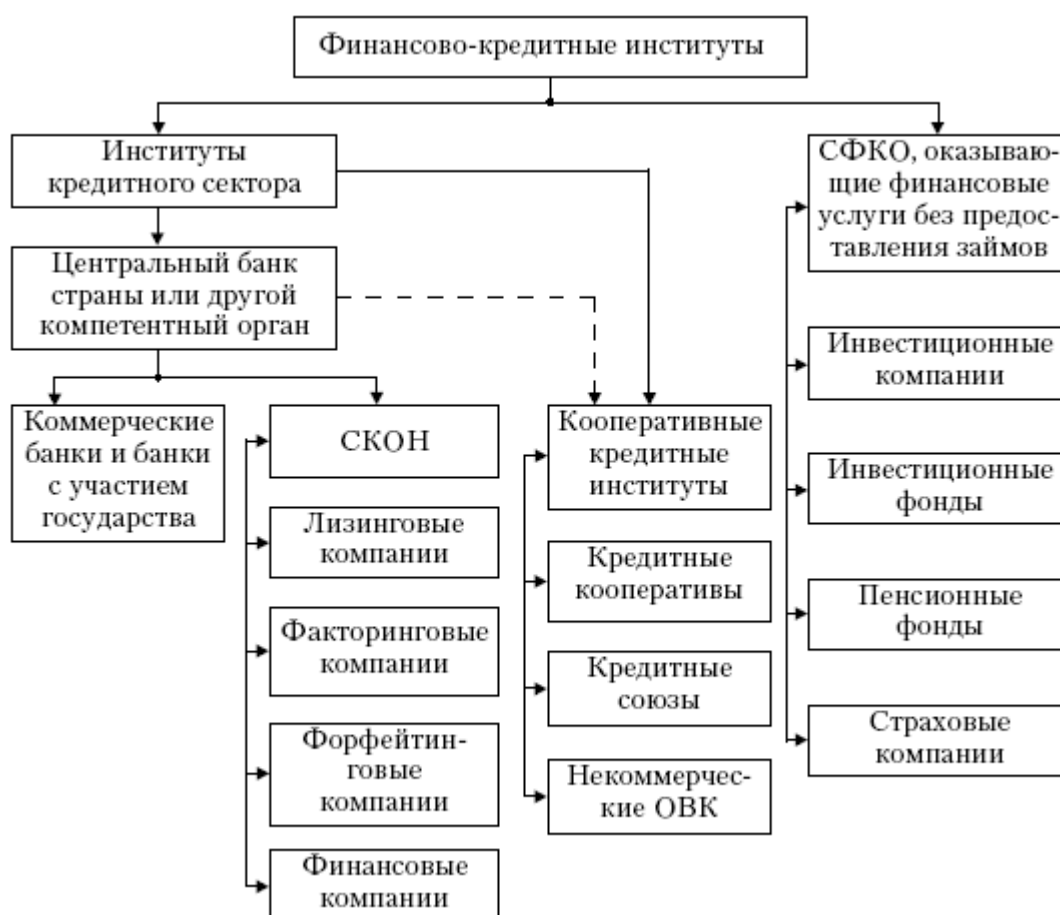 Финансово-кредитные институты
Институты
кредитного сектора
СФКО, оказываю-
щие финансовые
услуги без предос-
тавления займов
Центральный банк
страны или другой
компетентный орган
Инвестиционные
компании
Коммерческие
банки и банки
с участием
государства
СКОН
Кооперативные
кредитные
институты
Инвестиционные
фонды
Лизинговые
компании
Кредитные
кооперативы
Пенсионные
фонды
Факторинговые
компании
Кредитные
союзы
Страховые
компании
Форфейтин-
говые
компании
Некоммерчес-
кие ОВК
Финансовые
компании